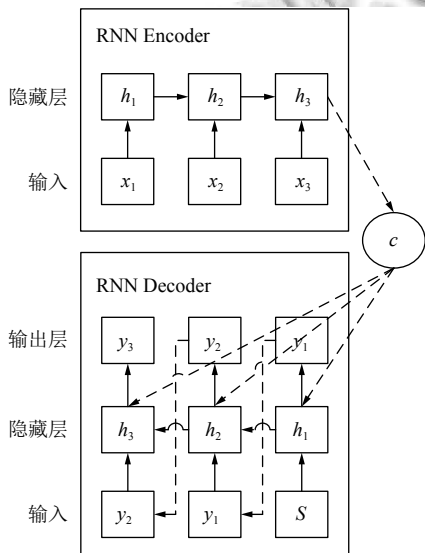 RNN Encoder
隐藏层 h1 h2 h3
输入 x1 x2 x3
c
RNN Decoder
输出层 y3 y2 y1
隐藏层 h3 h2 h1
输入 y2 y1 S